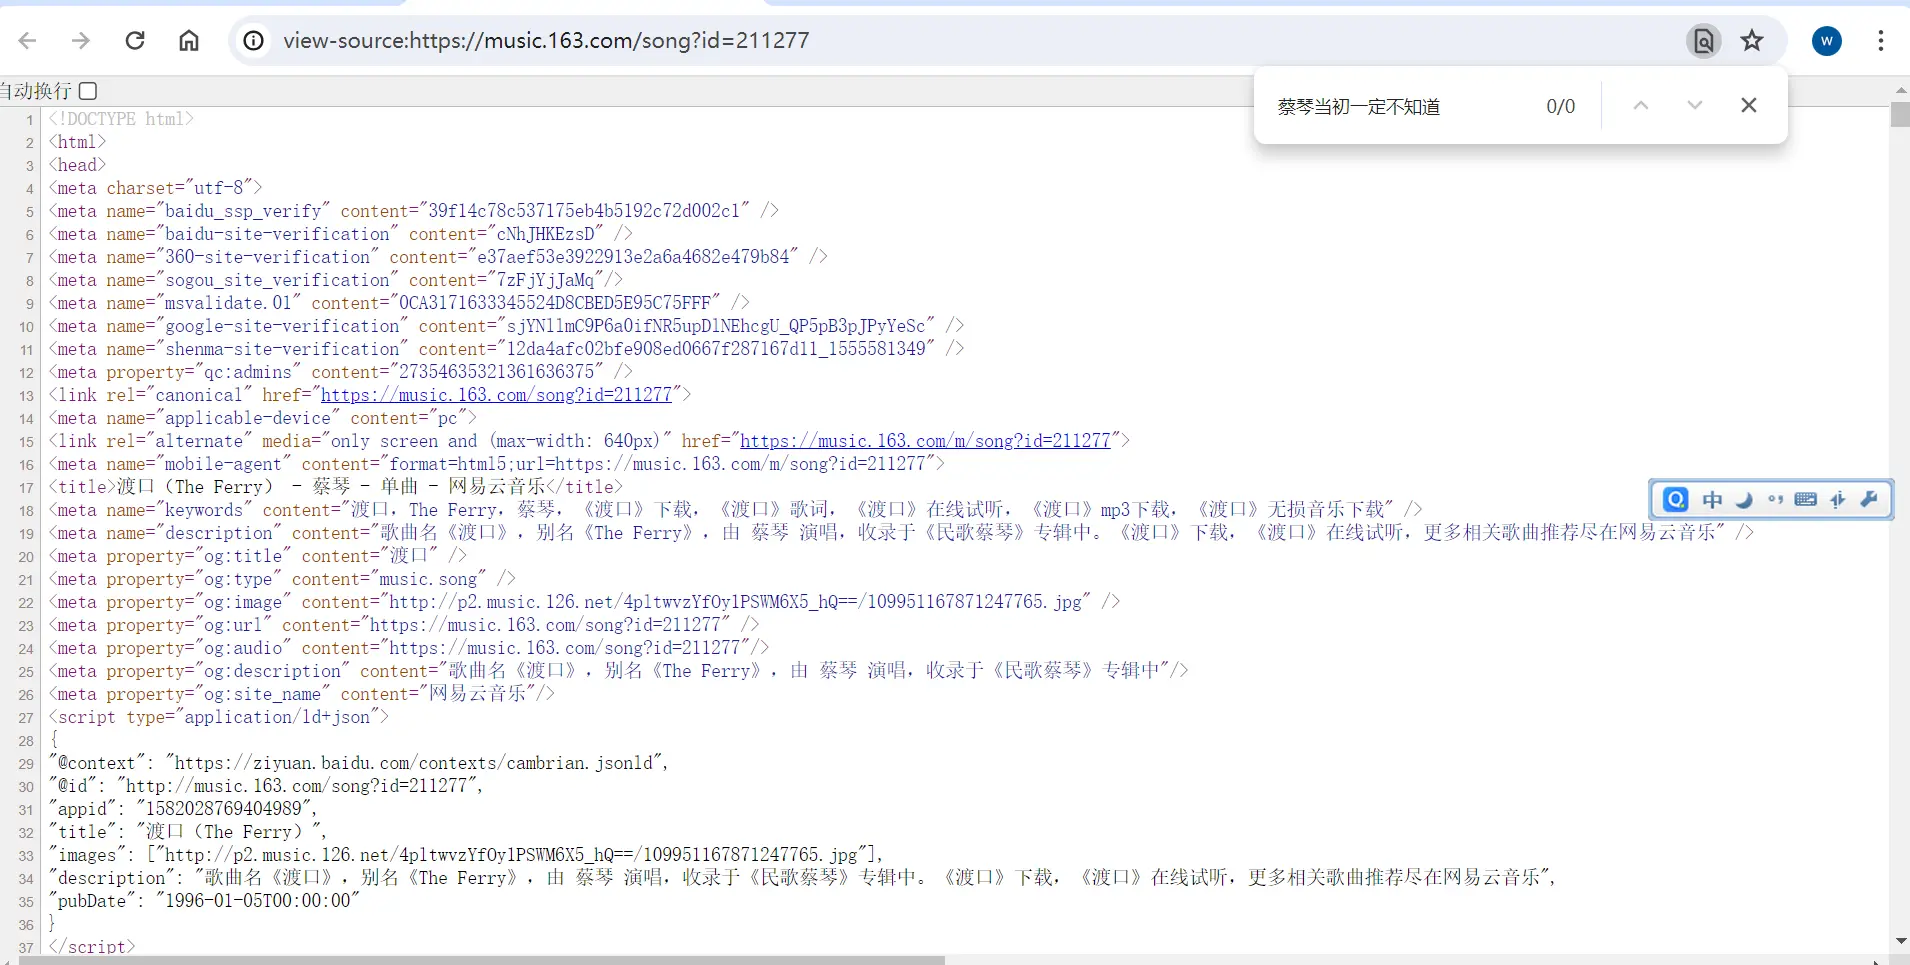 view-source:https://music.163.com/song?id=211277
W
自动换行
蔡琴当初一定不知道 0/0
1 <!DOCTYPE html>
2 <html>
3 <head>
4 <meta charset="utf-8">
5 <meta name="baidu_ssp_verify" content="39f14c78c537175eb4b5192c72d002c1" />
6 <meta name="baidu-site-verification" content="cNhJHKEzsD" />
7 <meta name="360-site-verification" content="e37aef53e3922913e2a6a4682e479b84" />
8 <meta name="sogou_site_verification" content="7zFjYjJaMq"/>
9 <meta name="msvalidate.01" content="0CA3171633345524D8CBED5E95C75FFF" />
10 <meta name="google-site-verification" content="sjYNllmC9P6a0ifNR5upDlNEhcgU_QP5pB3pJPyYeSc" />
11 <meta name="shenma-site-verification" content="12da4afc02bfe908ed0667f287167d11_1555581349" />
12 <meta property="qc:admins" content="27354635321361636375" />
13 <link rel="canonical" href="https://music.163.com/song?id=211277">
14 <meta name="applicable-device" content="pc">
15 <link rel="alternate" media="only screen and (max-width: 640px)" href="https://music.163.com/m/song?id=211277">
16 <meta name="mobile-agent" content="format=html5;url=https://music.163.com/m/song?id=211277">
17 <title>渡口（The Ferry） - 蔡琴 - 单曲 - 网易云音乐</title>
18 <meta name="keywords" content="渡口，The Ferry，蔡琴，《渡口》下载，《渡口》歌词，《渡口》在线试听，《渡口》mp3下载，《渡口》无损音乐下载" />
19 <meta name="description" content="歌曲名《渡口》，别名《The Ferry》，由 蔡琴 演唱，收录于《民歌蔡琴》专辑中。《渡口》下载，《渡口》在线试听，更多相关歌曲推荐尽在网易云音乐" />
20 <meta property="og:title" content="渡口" />
21 <meta property="og:type" content="music.song" />
22 <meta property="og:image" content="http://p2.music.126.net/4pltwvzYfOy1PSWM6X5_hQ==/109951167871247765.jpg" />
23 <meta property="og:url" content="https://music.163.com/song?id=211277" />
24 <meta property="og:audio" content="https://music.163.com/song?id=211277"/>
25 <meta property="og:description" content="歌曲名《渡口》，别名《The Ferry》，由 蔡琴 演唱，收录于《民歌蔡琴》专辑中"/>
26 <meta property="og:site_name" content="网易云音乐"/>
27 <script type="application/ld+json">
28 {
29 "@context": "https://ziyuan.baidu.com/contexts/cambrian.jsonld",
30 "@id": "http://music.163.com/song?id=211277",
31 "appid": "1582028769404989",
32 "title": "渡口（The Ferry）",
33 "images": ["http://p2.music.126.net/4pltwvzYfOy1PSWM6X5_hQ==/109951167871247765.jpg"],
34 "description": "歌曲名《渡口》，别名《The Ferry》，由 蔡琴 演唱，收录于《民歌蔡琴》专辑中。《渡口》下载，《渡口》在线试听，更多相关歌曲推荐尽在网易云音乐",
35 "pubDate": "1996-01-05T00:00:00"
36 }
37 </script>
中